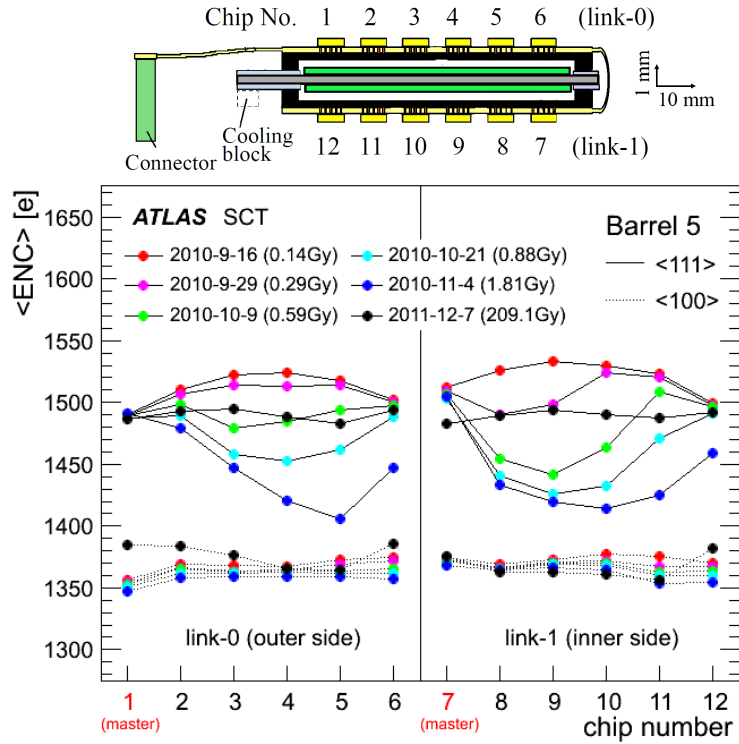 Chip No. 1 2 3 4 5 6 (link-0)
1 mm
10 mm
Cooling
block
Connector
12 11 10 9 8 7 (link-1)
<ENC> [e]
1650
1600
1550
1500
1450
1400
1350
1300
ATLAS SCT
Barrel 5
2010-9-16 (0.14Gy)
2010-9-29 (0.29Gy)
2010-10-9 (0.59Gy)
2010-10-21 (0.88Gy)
2010-11-4 (1.81Gy)
2011-12-7 (209.1Gy)
<111>
<100>
link-0 (outer side)
link-1 (inner side)
1 2 3 4 5 6 7 8 9 10 11 12
(master)
(master)
chip number